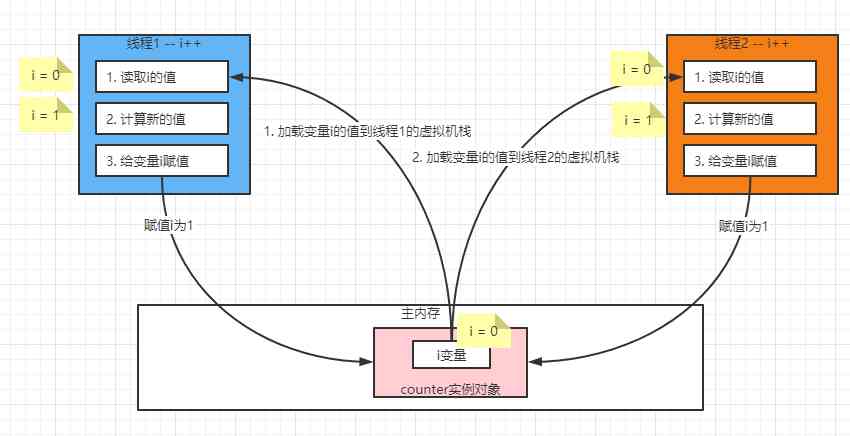 线程1 -- i++
i = 0
1. 读取i的值
i = 1
2. 计算新的值
3. 给变量i赋值
线程2 -- i++
i = 0
1. 读取i的值
i = 1
2. 计算新的值
3. 给变量i赋值
1. 加载变量i的值到线程1的虚拟机栈
2. 加载变量i的值到线程2的虚拟机栈
赋值i为1
赋值i为1
主内存
i = 0
i变量
counter实例对象